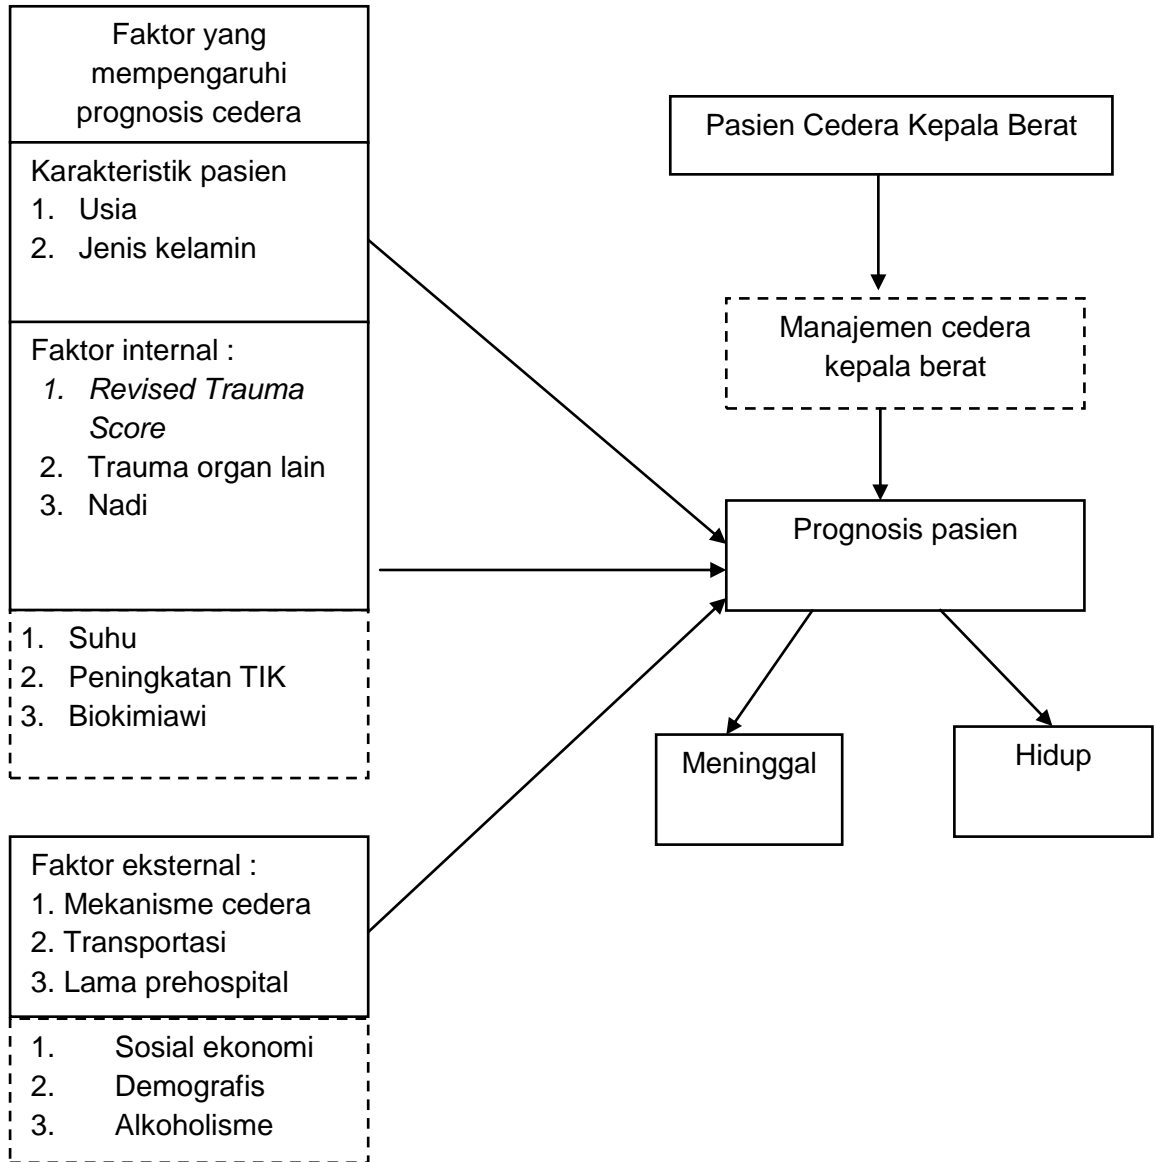 Faktor yang
mempengaruhi
prognosis cedera
Karakteristik pasien
1. Usia
2. Jenis kelamin
Faktor internal :
1. Revised Trauma
Score
2. Trauma organ lain
3. Nadi
1. Suhu
2. Peningkatan TIK
3. Biokimiawi
Faktor eksternal :
1. Mekanisme cedera
2. Transportasi
3. Lama prehospital
1. Sosial ekonomi
2. Demografis
3. Alkoholisme
Pasien Cedera Kepala Berat
Manajemen cedera
kepala berat
Prognosis pasien
Meninggal
Hidup